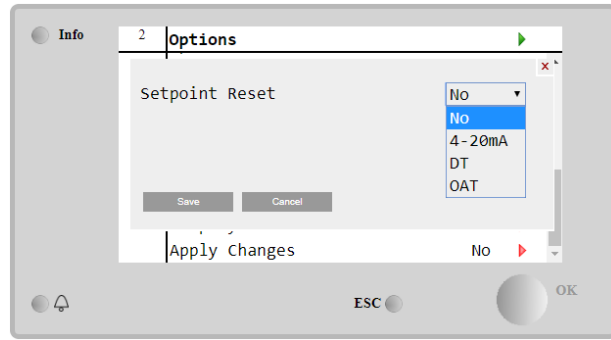 Info
2 Options
×
Setpoint Reset No
No
4-20mA
DT
OAT
Save Cancel
Apply Changes No
ESC OK